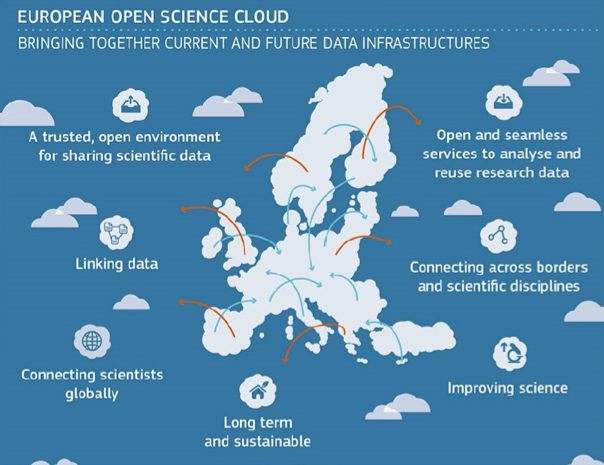 EUROPEAN OPEN SCIENCE CLOUD
BRINGING TOGETHER CURRENT AND FUTURE DATA INFRASTRUCTURES
A trusted, open environment
for sharing scientific data
Open and seamless
services to analyse and
reuse research data
Linking data
Connecting across borders
and scientific disciplines
Connecting scientists
globally
Improving science
Long term
and sustainable